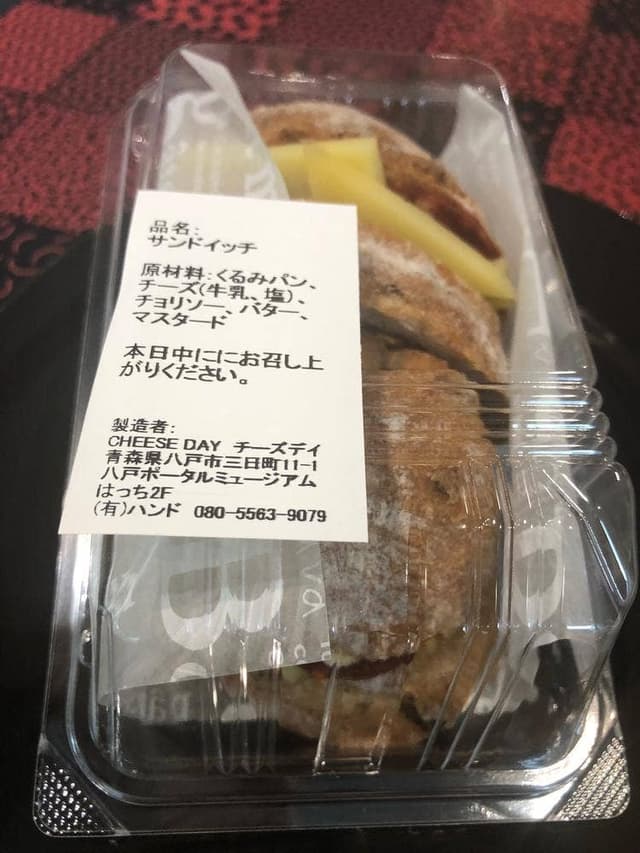 品名:
サンドイッチ
原材料:くるみパン、
チーズ(牛乳、塩)、
チョリソー、バター、
マスタード
本日中ににお召し上
がりください。
製造者:
CHEESE DAY チーズデイ
青森県八戸市三日町11-1
八戸ポータルミュージアム
はっち2F
(有)ハンド 080-5563-9079